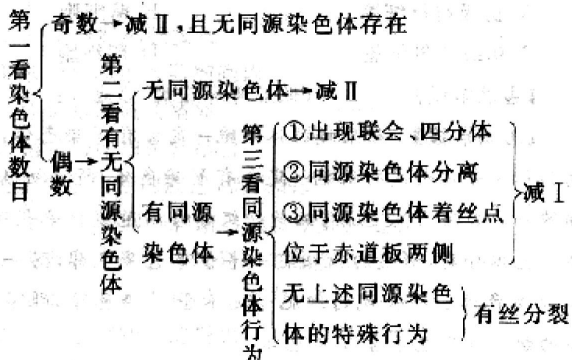 第一看染色体数目
奇数→减Ⅱ,且无同源染色体存在
偶数→
第二看有无同源染色体
无同源染色体→减Ⅱ
有同源
染色体→
第三看同源染色体行为
①出现联会、四分体
②同源染色体分离
③同源染色体着丝点
位于赤道板两侧
减Ⅰ
无上述同源染色
体的特殊行为
有丝分裂